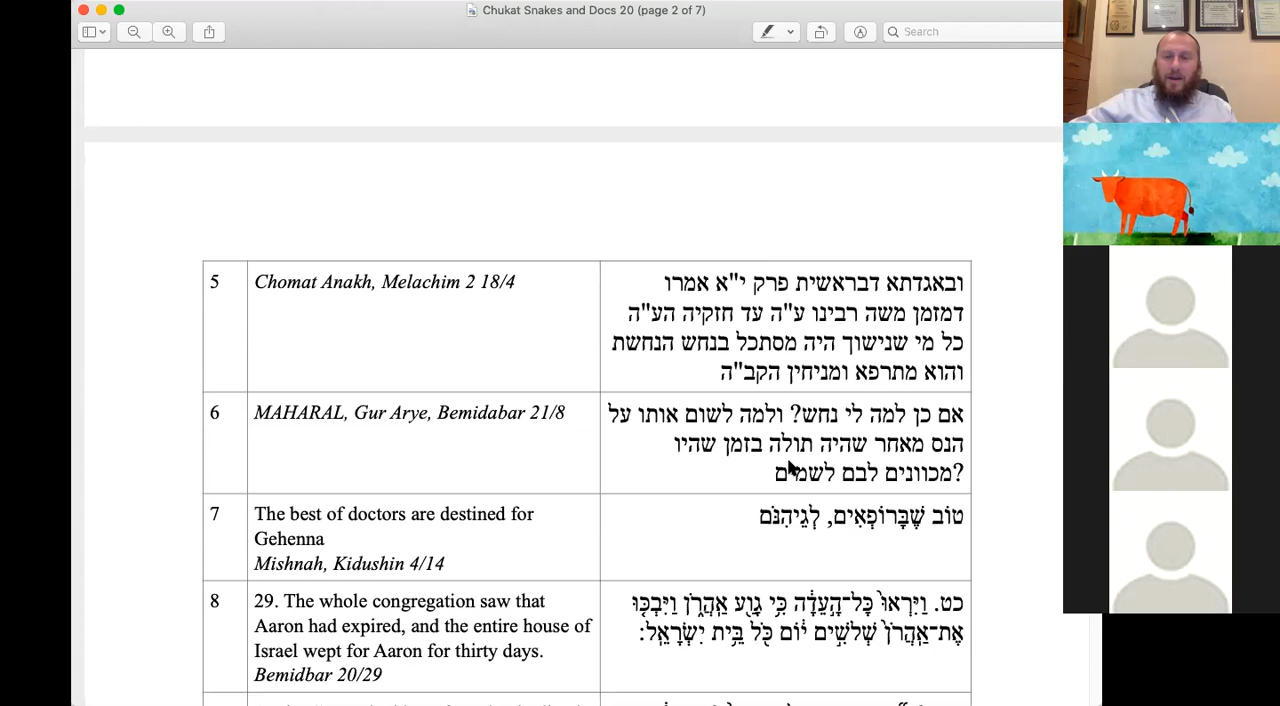 Chukat Snakes and Docs 20 (page 2 of 7)
Search
5
Chomat Anakh, Melachim 2 18/4
ובאגדתא דבראשית פרק י"א אמרו
דמזמן משה רבינו ע"ה עד חזקיה הע"ה
כל מי שנישוך היה מסתכל בנחש הנחשת
והוא מתרפא ומניחין הקב"ה
6
MAHARAL, Gur Arye, Bemidabar 21/8
אם כן למה לי נחש? ולמה לשום אותו על
הנס מאחר שהיה תולה בזמן שהיו
מכוונים לבם לשמים?
7
The best of doctors are destined for
Gehenna
Mishnah, Kidushin 4/14
טוֹב שֶׁבָּרוֹפְאִים, לְגֵיהִנֹּם
8
29. The whole congregation saw that
Aaron had expired, and the entire house of
Israel wept for Aaron for thirty days.
Bemidbar 20/29
כט. וַיִּרְאוּ֙ כׇּל־הָ֣עֵדָ֔ה כִּ֥י גָוַ֖ע אַהֲרֹ֑ן וַיִּבְכּ֤וּ
אֶֽת־אַהֲרֹן֙ שְׁלֹשִׁ֣ים י֔וֹם כֹּ֖ל בֵּ֥ית יִשְׂרָאֵֽל׃